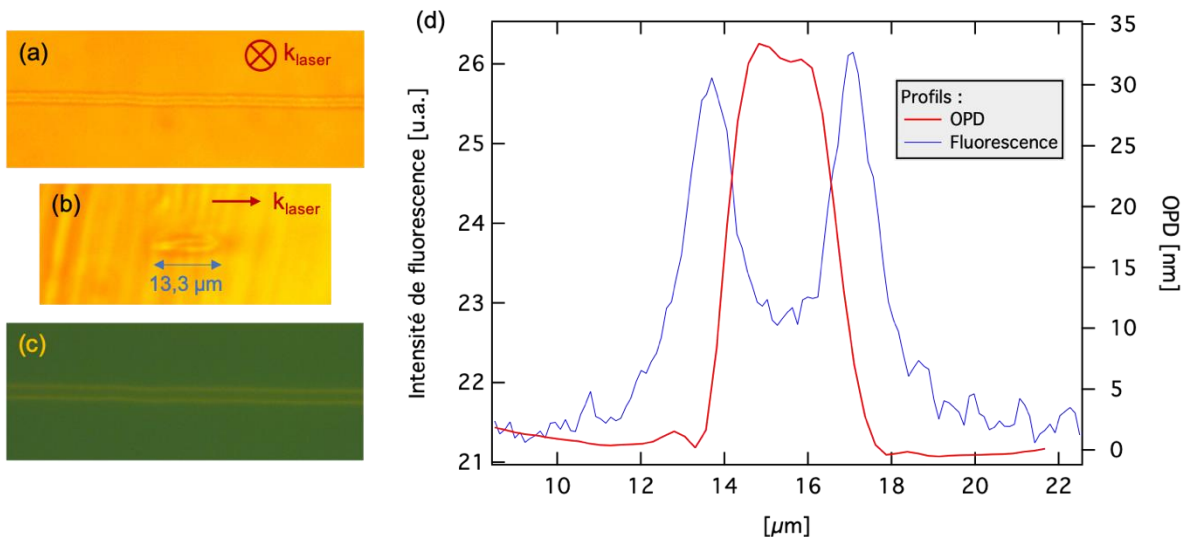 (a)
k_laser
(b)
k_laser
13,3 µm
(c)
(d)
Intensité de fluorescence [u.a.]
26
25
24
23
22
21
10
12
14
16
18
20
22
[µm]
35
30
25
20
15
10
5
0
OPD [nm]
Profils :
OPD
Fluorescence